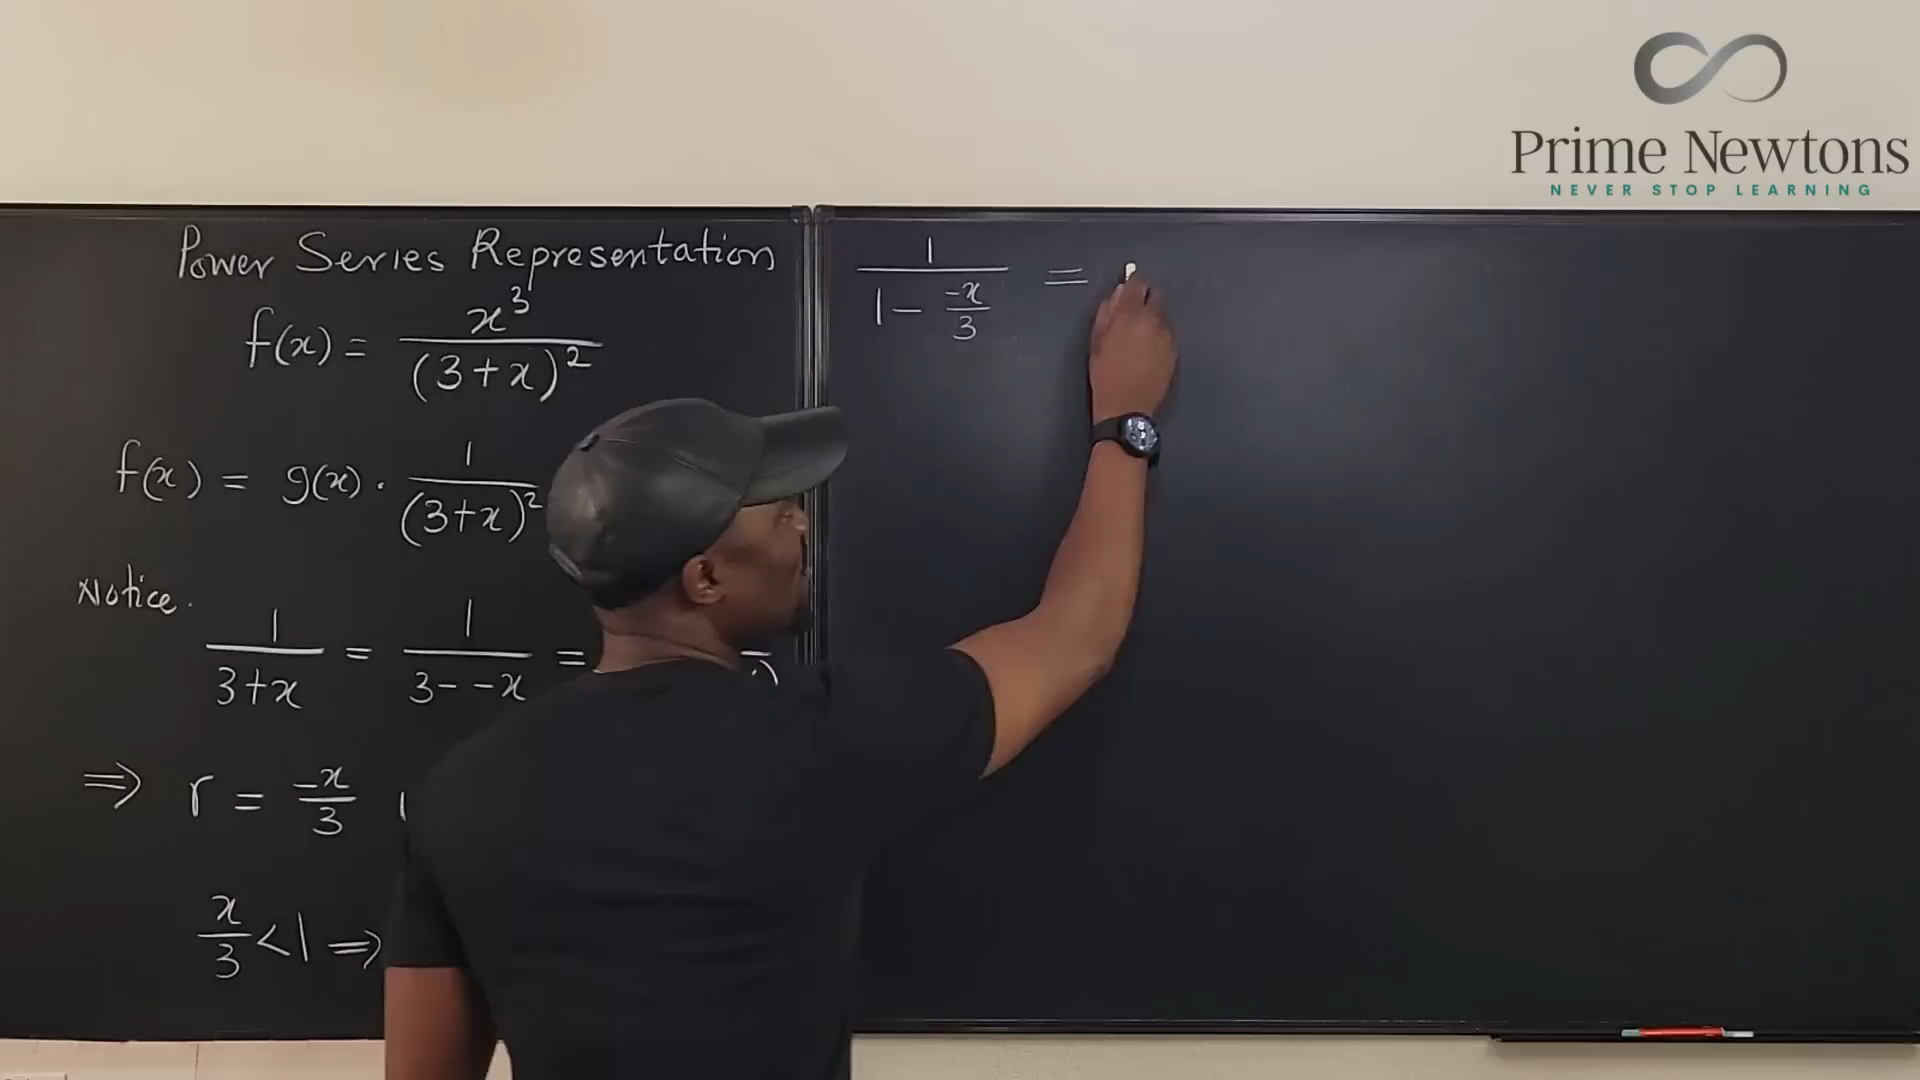 Prime Newtons
NEVER STOP LEARNING
Power Series Representation
f(x) = x³/(3+x)²
f(x) = g(x) · 1/(3+x)²
Notice.
1/(3+x) = 1/(3--x) =
⇒ r = -x/3
x/3 < 1 ⇒
1/(1 - -x/3) =